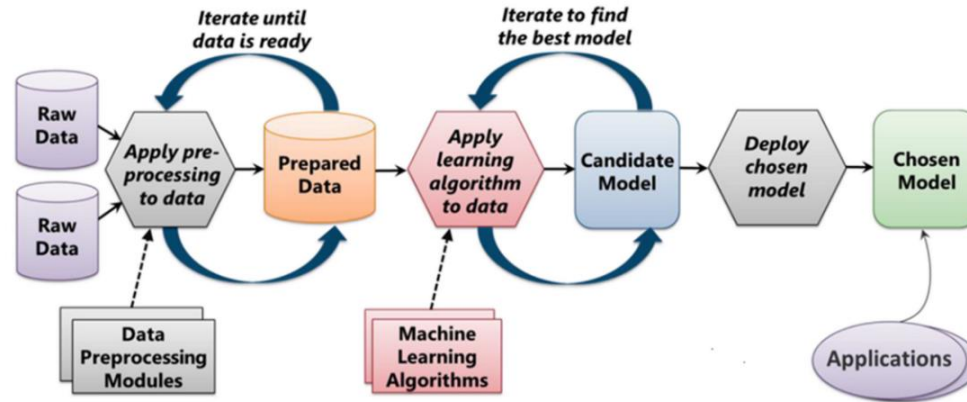 Iterate until
data is ready
Iterate to find
the best model
Raw
Data
Raw
Data
Apply pre-
processing
to data
Prepared
Data
Apply
learning
algorithm
to data
Candidate
Model
Deploy
chosen
model
Chosen
Model
Data
Preprocessing
Modules
Machine
Learning
Algorithms
Applications